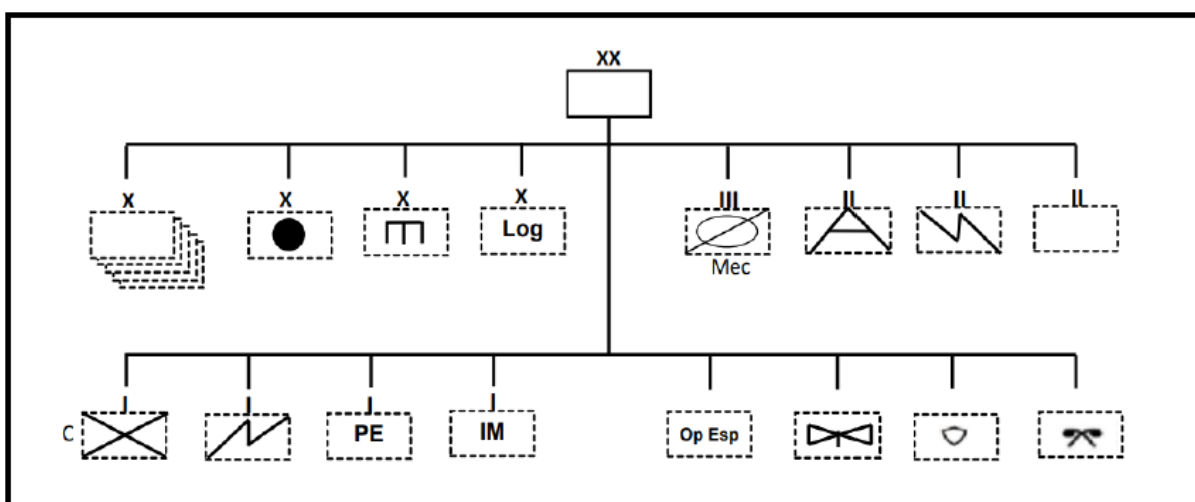 XX
X X X X III II II II
Log
Mec
I I I I
C PE IM Op Esp